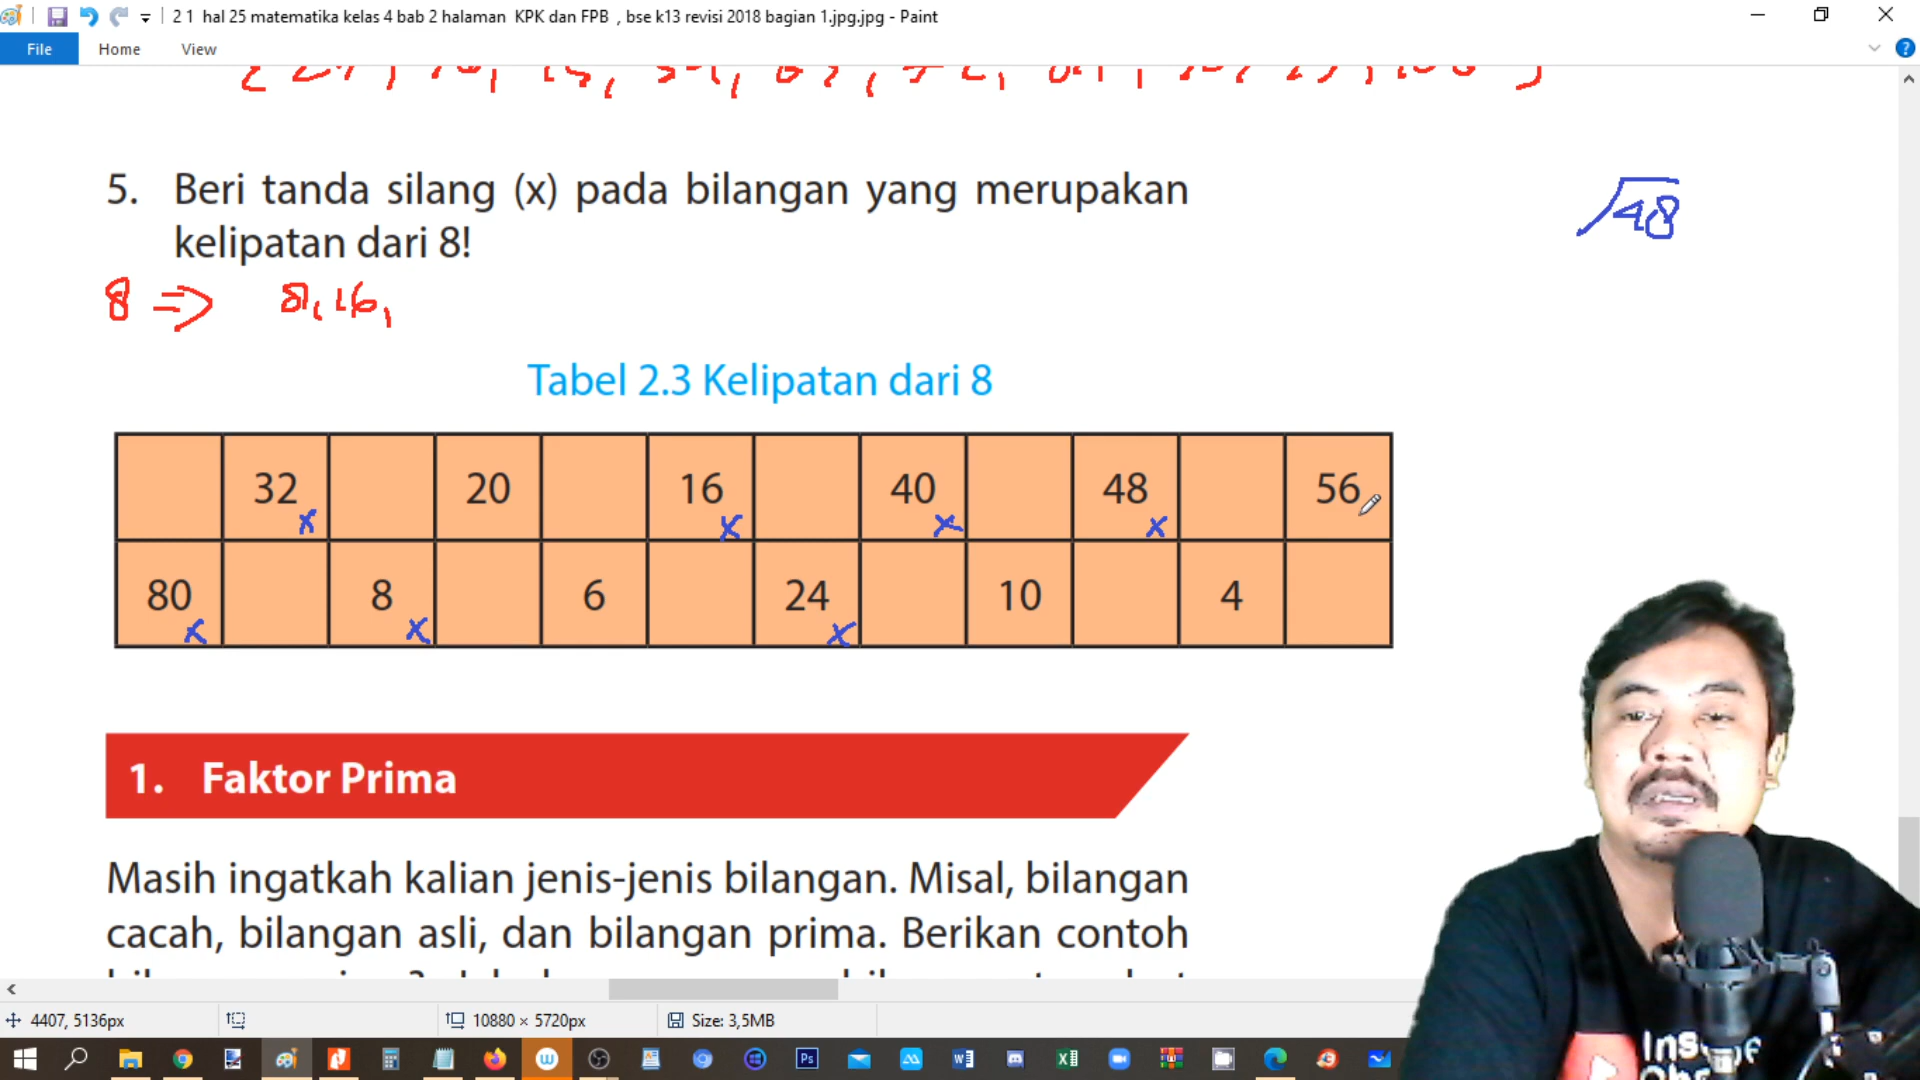 2 1 hal 25 matematika kelas 4 bab 2 halaman KPK dan FPB , bse k13 revisi 2018 bagian 1.jpg.jpg - Paint
File Home View
5. Beri tanda silang (x) pada bilangan yang merupakan
kelipatan dari 8!
48
8 => 8, 16,
Tabel 2.3 Kelipatan dari 8
32 20 16 40 48 56
x x x x
80 8 6 24 10 4
x x x
1. Faktor Prima
Masih ingatkah kalian jenis-jenis bilangan. Misal, bilangan
cacah, bilangan asli, dan bilangan prima. Berikan contoh
4407, 5136px 10880 × 5720px Size: 3,5MB